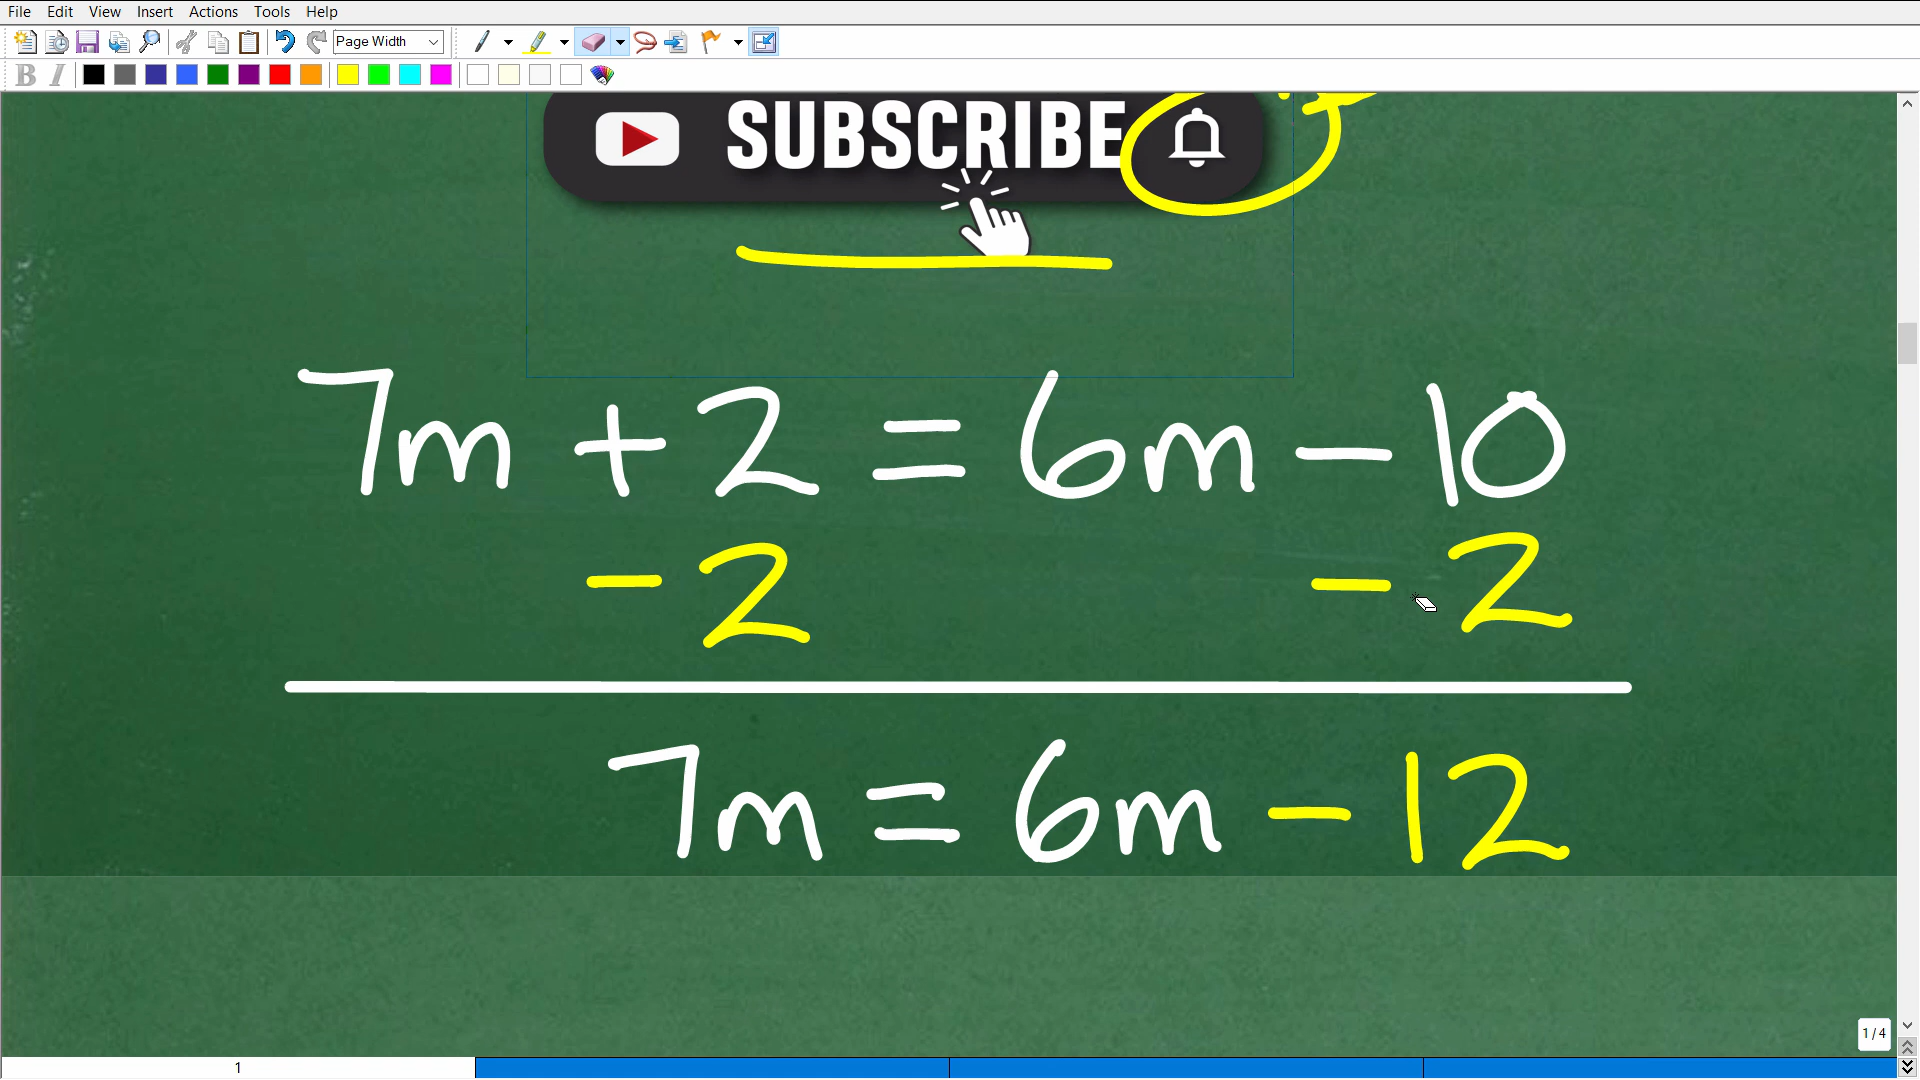 File Edit View Insert Actions Tools Help
Page Width
B I
SUBSCRIBE
7m + 2 = 6m - 10
- 2 - 2
7m = 6m - 12
1 / 4
1